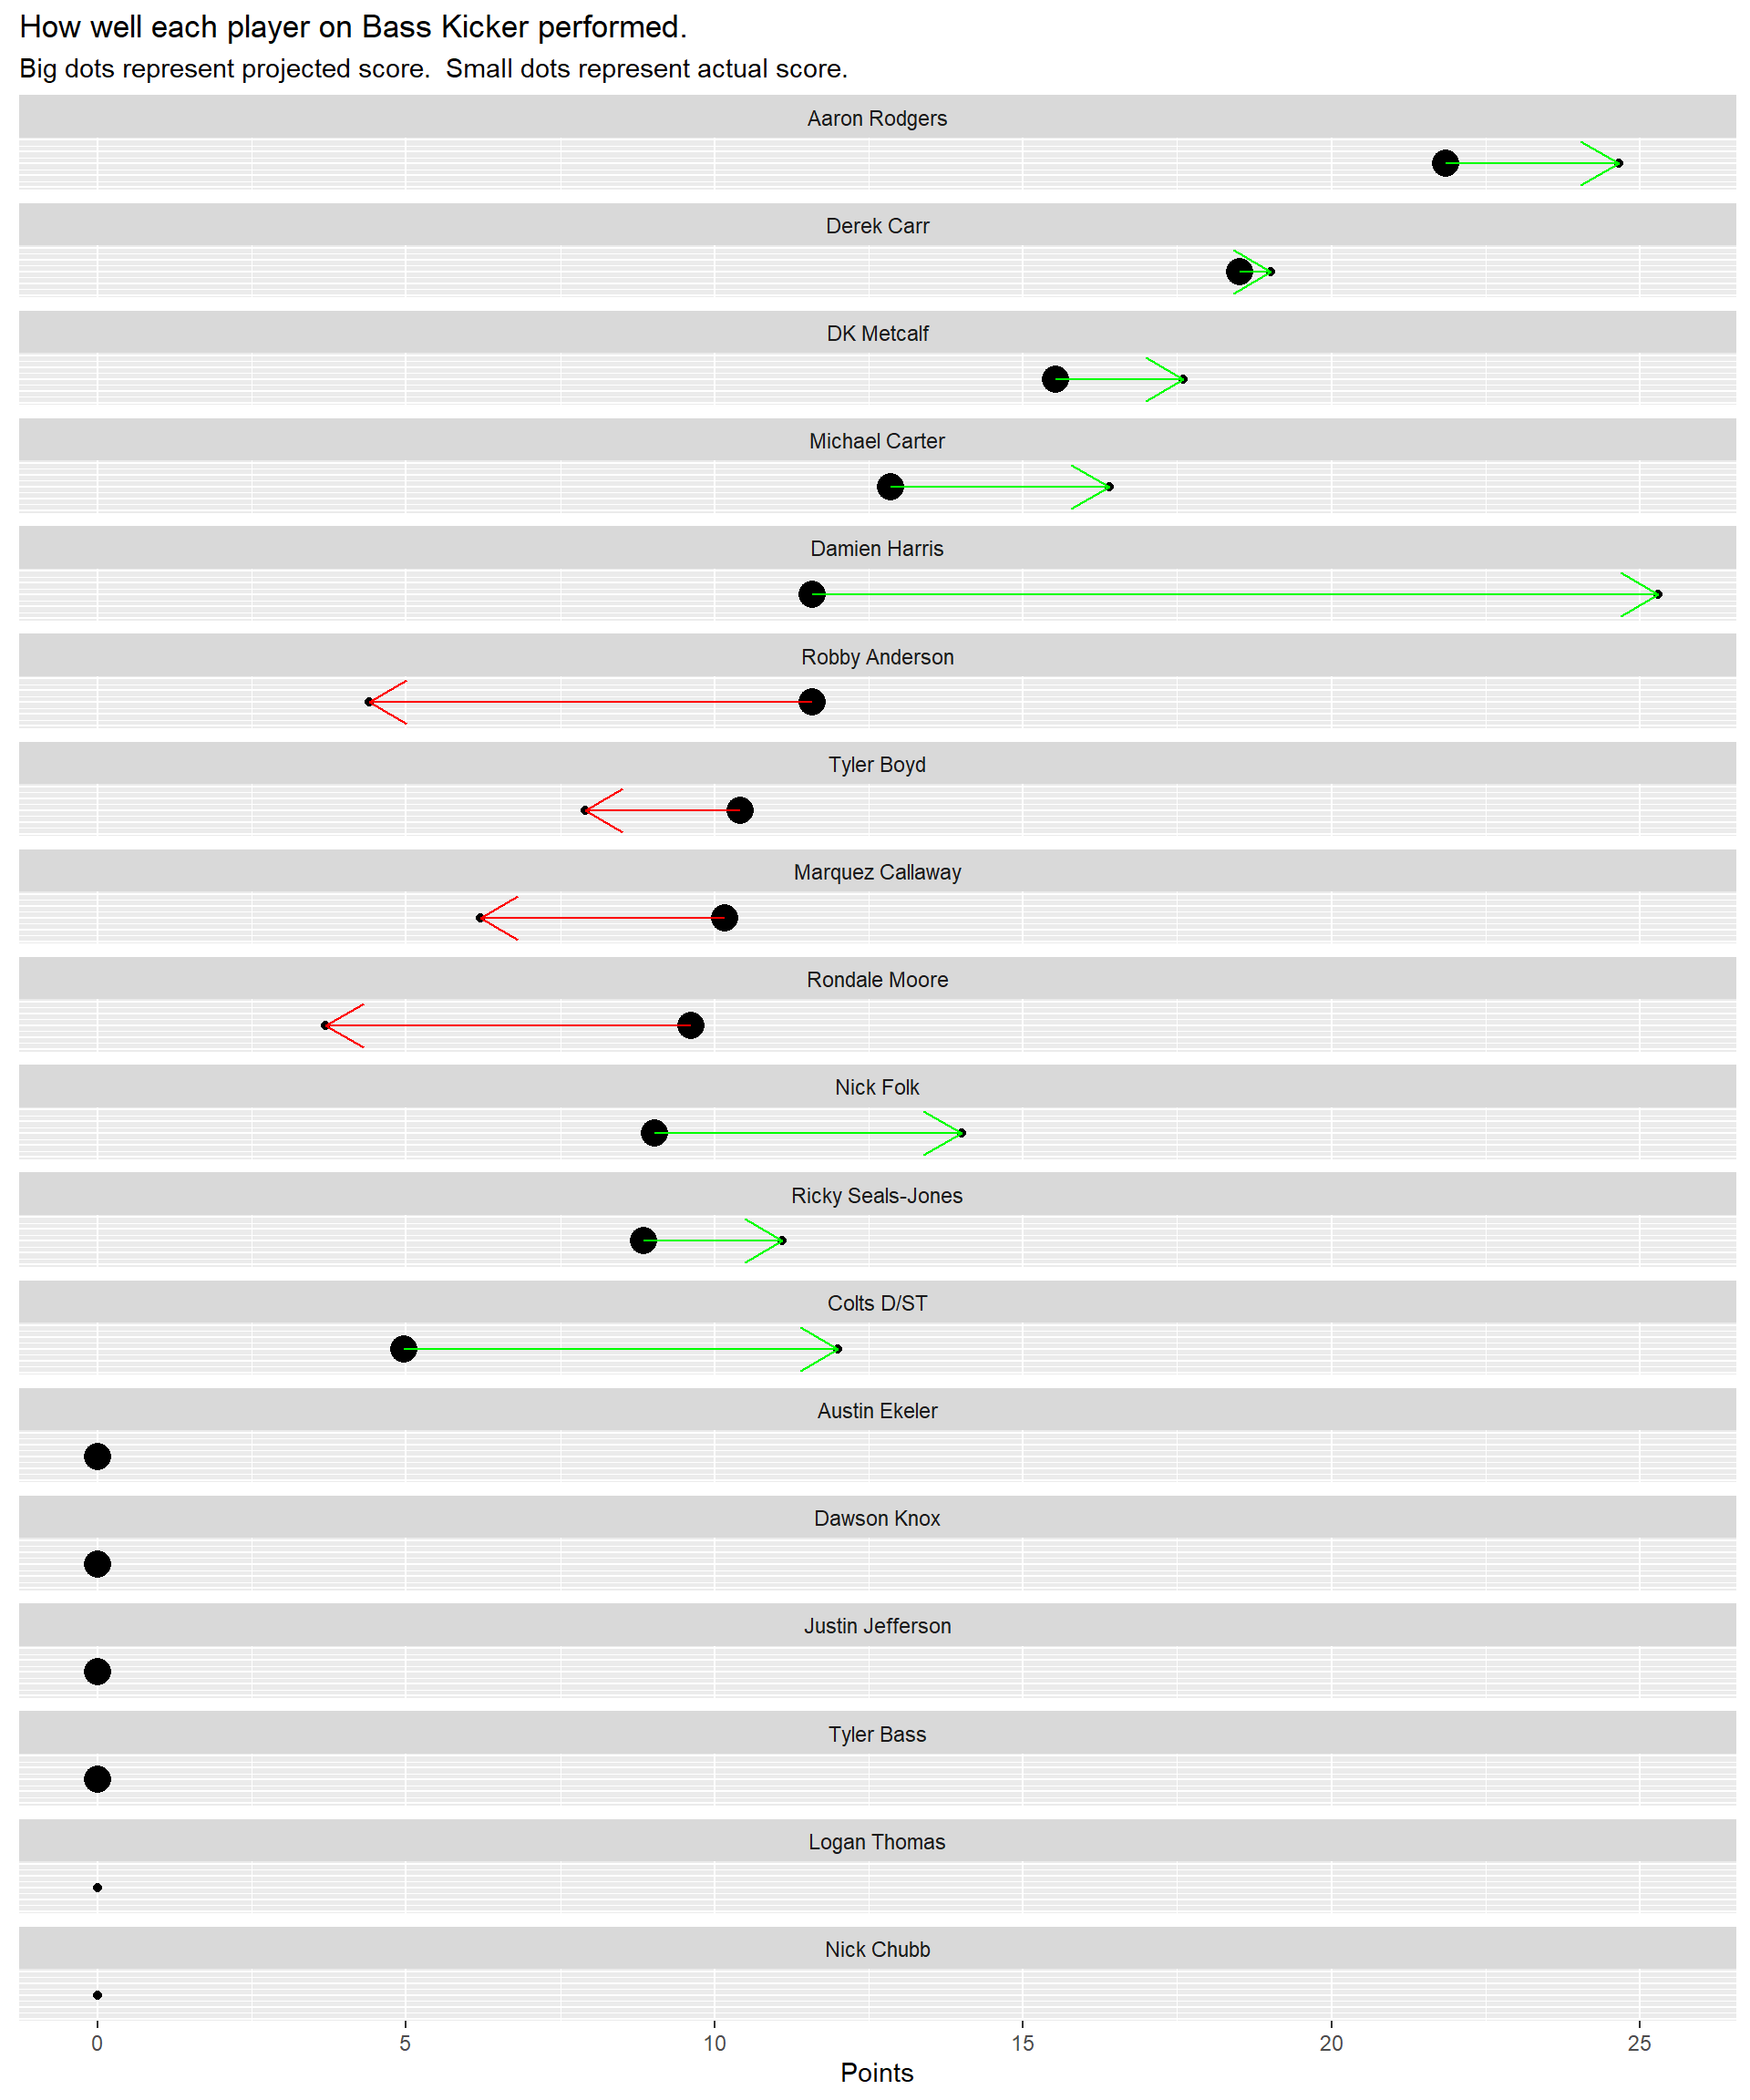 How well each player on Bass Kicker performed.
Big dots represent projected score.  Small dots represent actual score.
Aaron Rodgers
Derek Carr
DK Metcalf
Michael Carter
Damien Harris
Robby Anderson
Tyler Boyd
Marquez Callaway
Rondale Moore
Nick Folk
Ricky Seals-Jones
Colts D/ST
Austin Ekeler
Dawson Knox
Justin Jefferson
Tyler Bass
Logan Thomas
Nick Chubb
0 5 10 15 20 25
Points